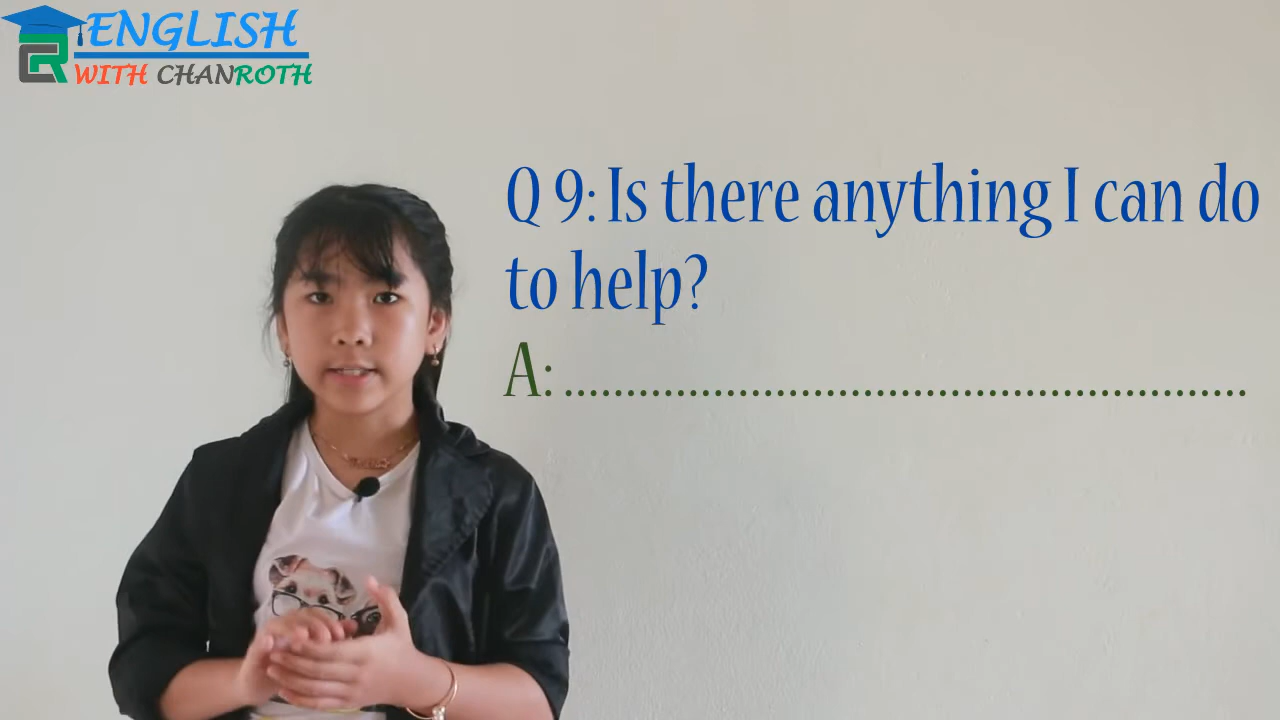 ENGLISH
WITH CHANROTH
Q 9: Is there anything I can do
to help?
A: ..........................................................